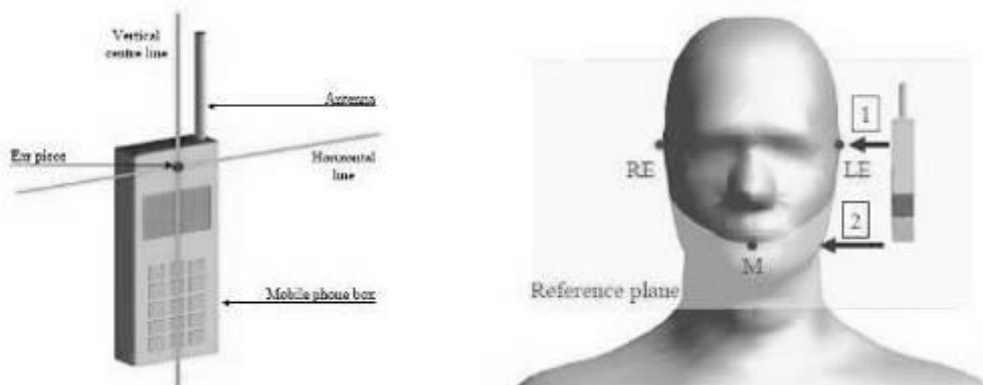 Vertical
centre line
Antenna
Ear piece
Horizontal
line
Mobile phone box
1
RE
LE
2
M
Reference plane